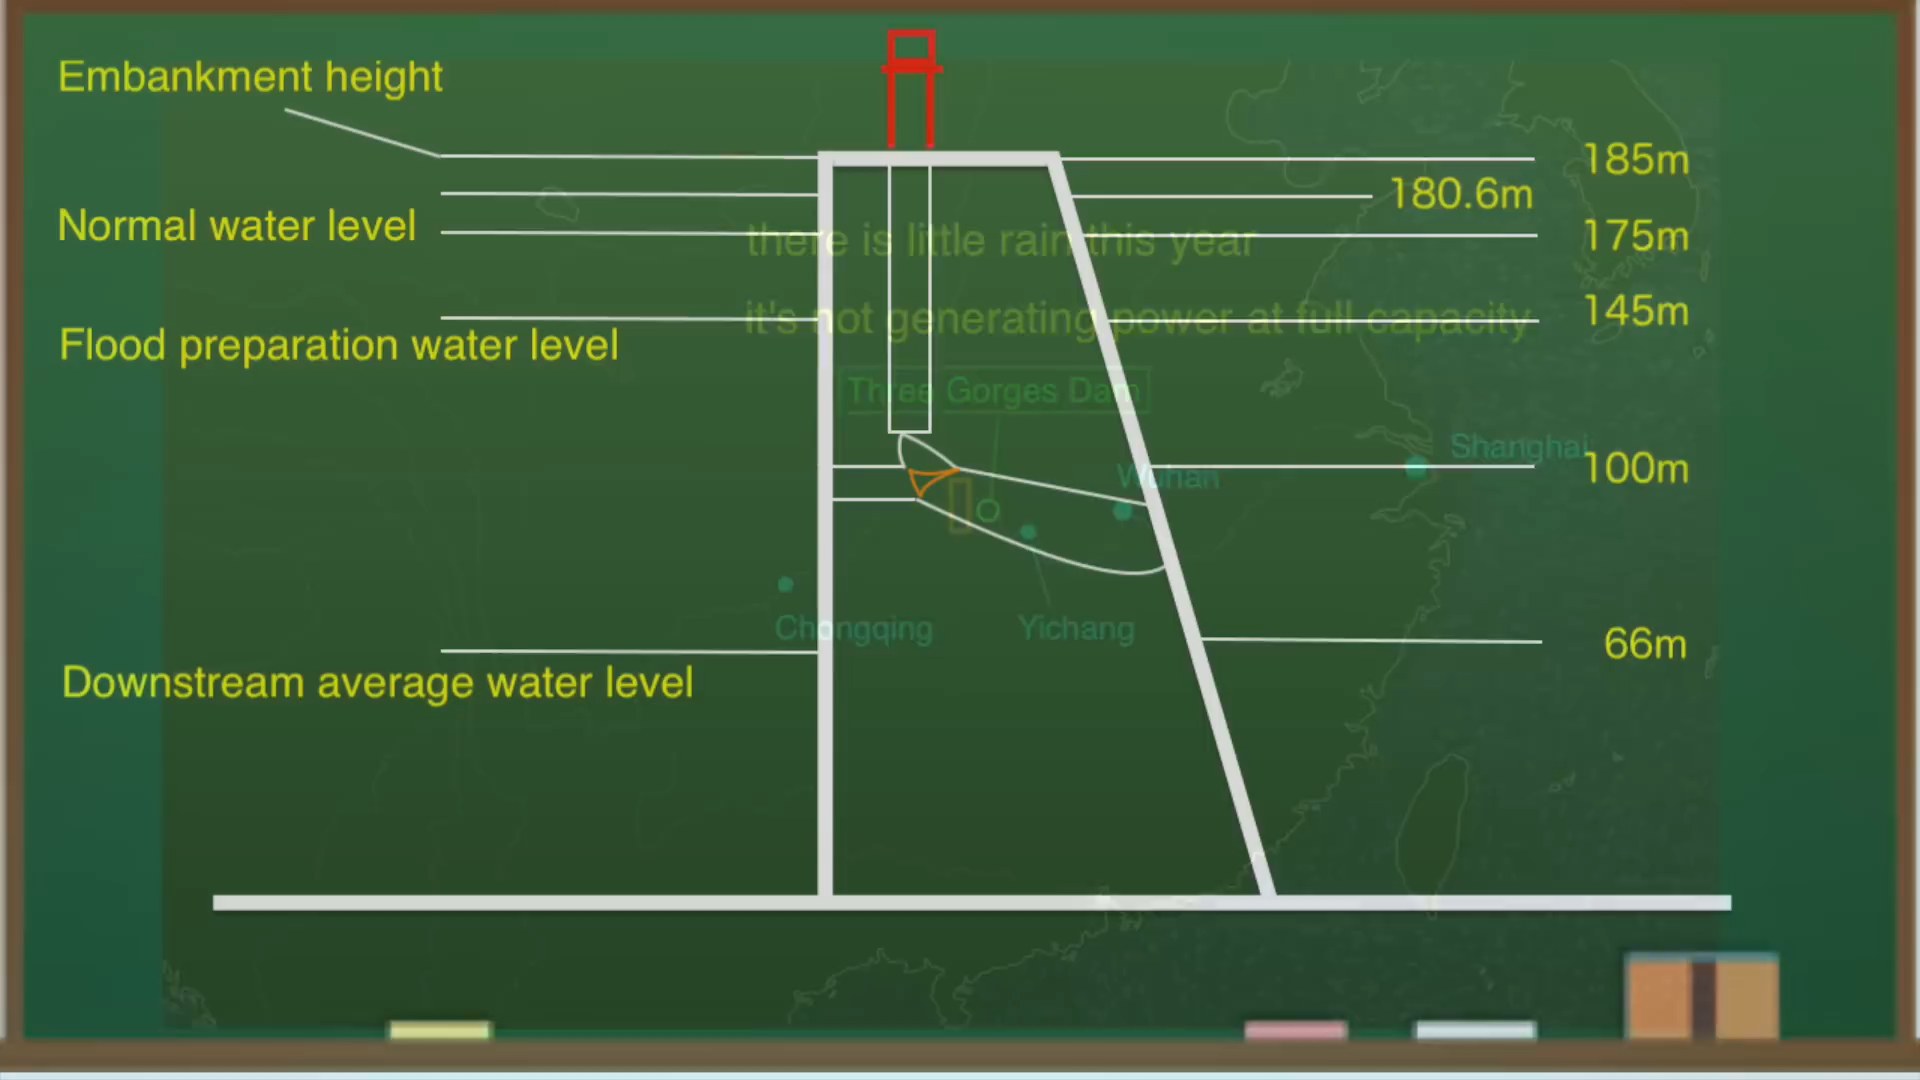 Embankment height
185m
180.6m
Normal water level
175m
there is little rain this year
145m
it's not generating power at full capacity
Flood preparation water level
Three Gorges Dam
Shanghai
100m
Wuhan
Chongqing
Yichang
66m
Downstream average water level